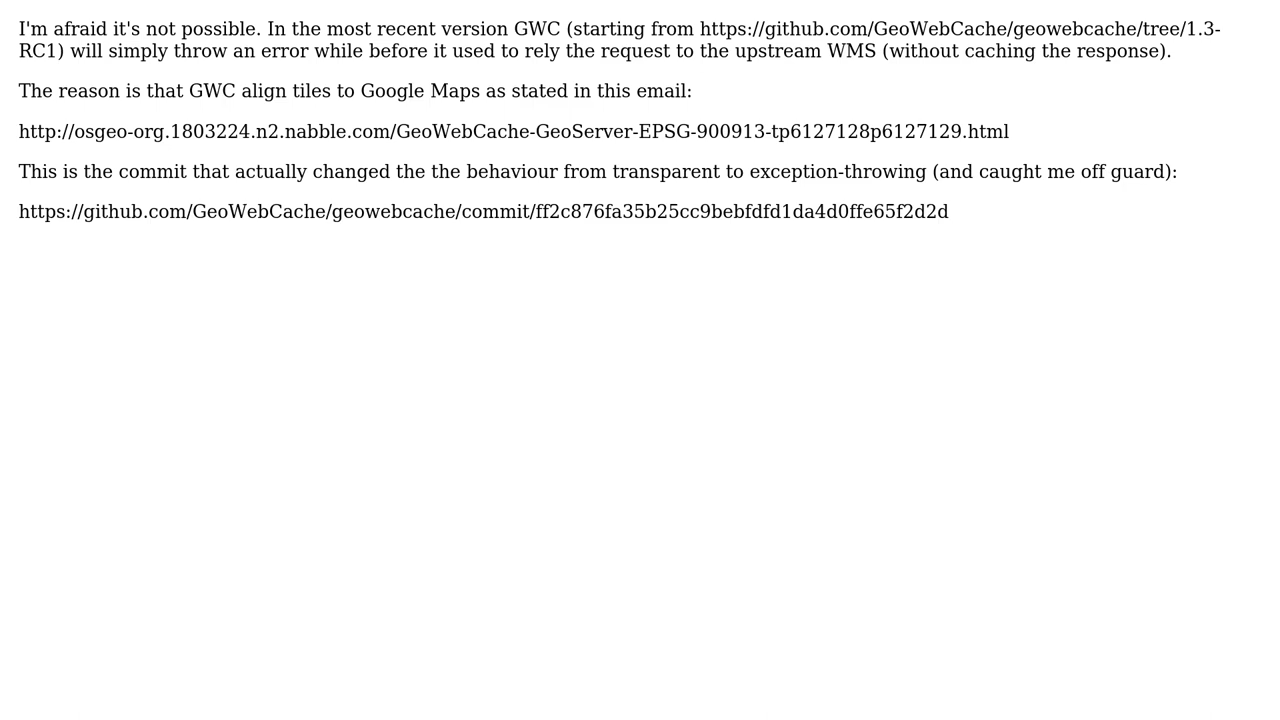 I'm afraid it's not possible. In the most recent version GWC (starting from https://github.com/GeoWebCache/geowebcache/tree/1.3-
RC1) will simply throw an error while before it used to rely the request to the upstream WMS (without caching the response).
The reason is that GWC align tiles to Google Maps as stated in this email:
http://osgeo-org.1803224.n2.nabble.com/GeoWebCache-GeoServer-EPSG-900913-tp6127128p6127129.html
This is the commit that actually changed the the behaviour from transparent to exception-throwing (and caught me off guard):
https://github.com/GeoWebCache/geowebcache/commit/ff2c876fa35b25cc9bebfdfd1da4d0ffe65f2d2d